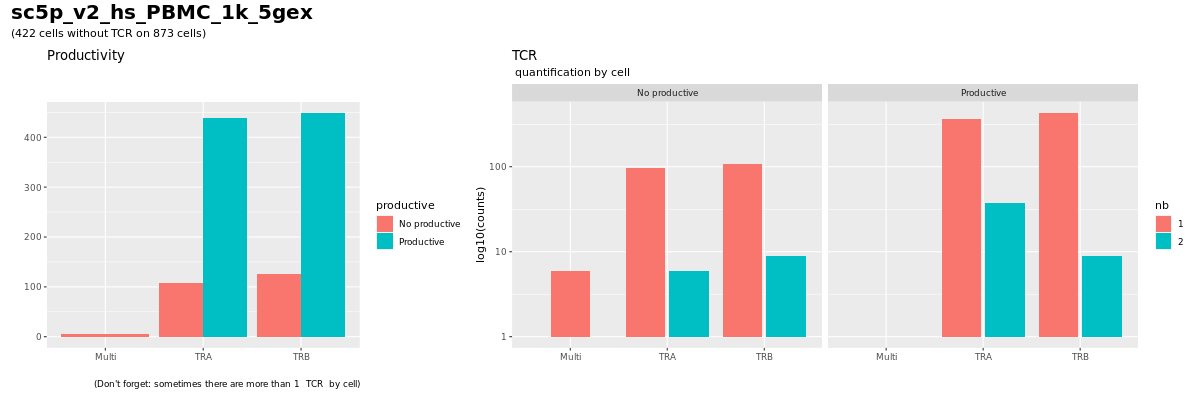 sc5p_v2_hs_PBMC_1k_5gex
(422 cells without TCR on 873 cells)
Productivity
400
300
200
100
0
Multi
TRA
TRB
(Don't forget: sometimes there are more than 1 TCR by cell)
productive
No productive
Productive
TCR
quantification by cell
No productive
Productive
log10(counts)
100
10
1
Multi
TRA
TRB
Multi
TRA
TRB
nb
1
2